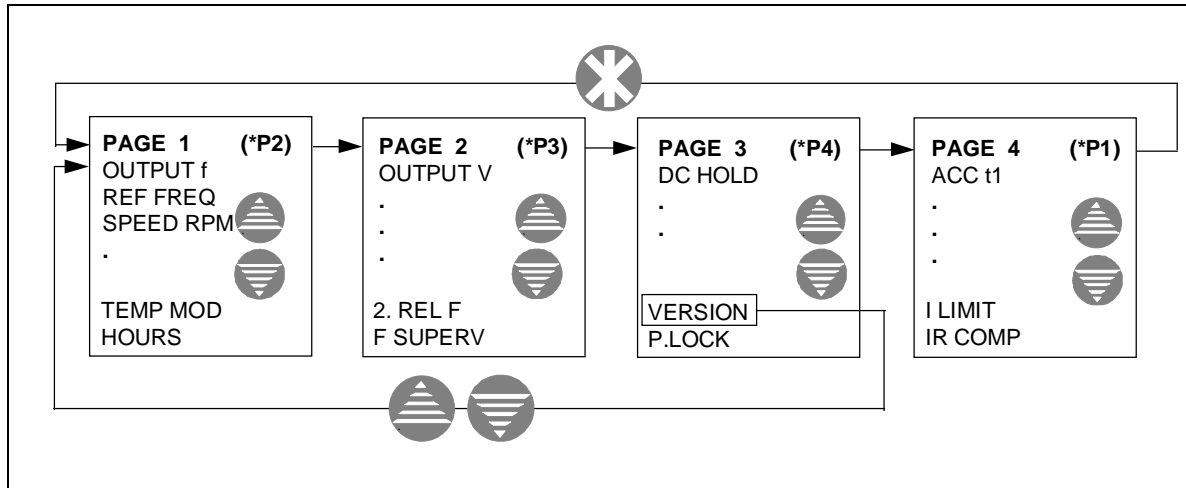 PAGE 1 (*P2)
OUTPUT f
REF FREQ
SPEED RPM
.
TEMP MOD
HOURS
PAGE 2 (*P3)
OUTPUT V
.
.
.
2. REL F
F SUPERV
PAGE 3 (*P4)
DC HOLD
.
.
VERSION
P.LOCK
PAGE 4 (*P1)
ACC t1
.
.
.
I LIMIT
IR COMP